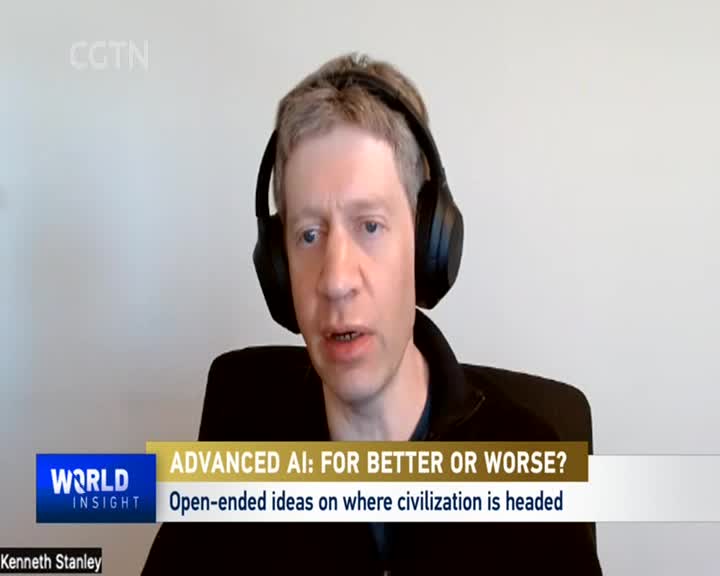 CGTN
ADVANCED AI: FOR BETTER OR WORSE?
WORLD
INSIGHT
Open-ended ideas on where civilization is headed
Kenneth Stanley